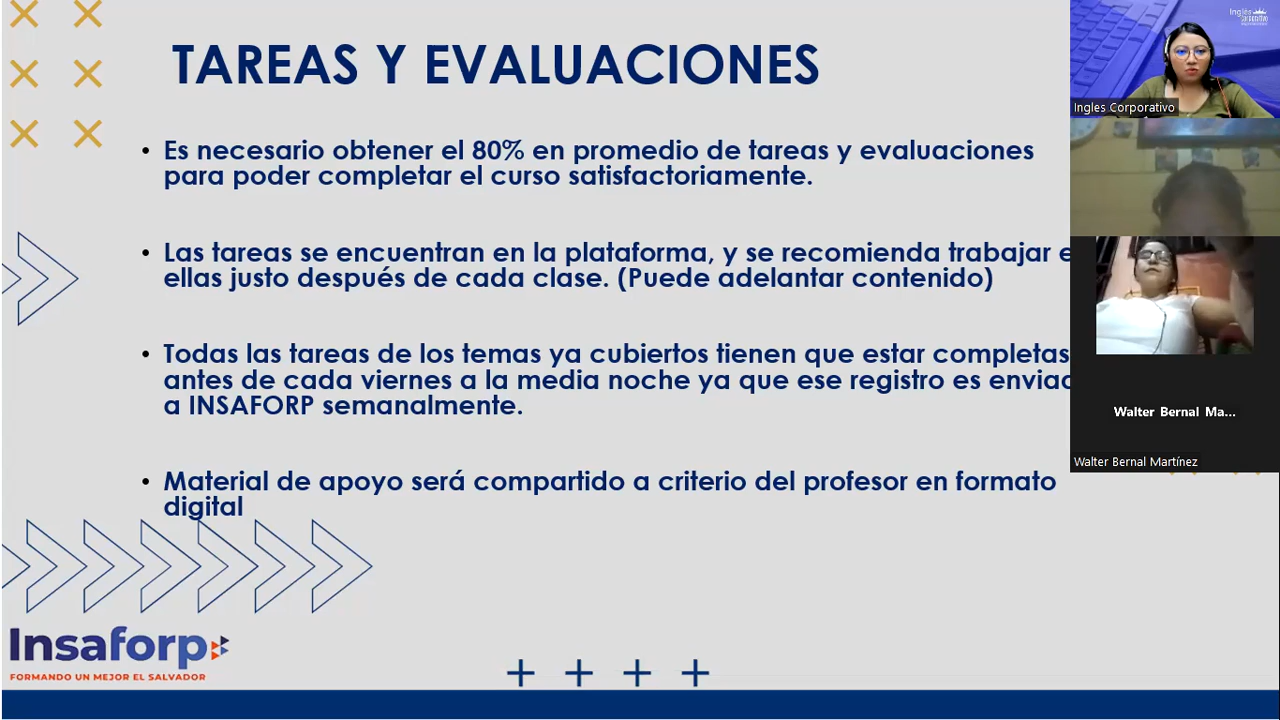 TAREAS Y EVALUACIONES
• Es necesario obtener el 80% en promedio de tareas y evaluaciones
para poder completar el curso satisfactoriamente.
• Las tareas se encuentran en la plataforma, y se recomienda trabajar e
ellas justo después de cada clase. (Puede adelantar contenido)
• Todas las tareas de los temas ya cubiertos tienen que estar completas
antes de cada viernes a la media noche ya que ese registro es envia
a INSAFORP semanalmente.
• Material de apoyo será compartido a criterio del profesor en formato
digital
Insaforp
FORMANDO UN MEJOR EL SALVADOR
Inglés
Ingles Corporativo
Walter Bernal Ma...
Walter Bernal Martínez